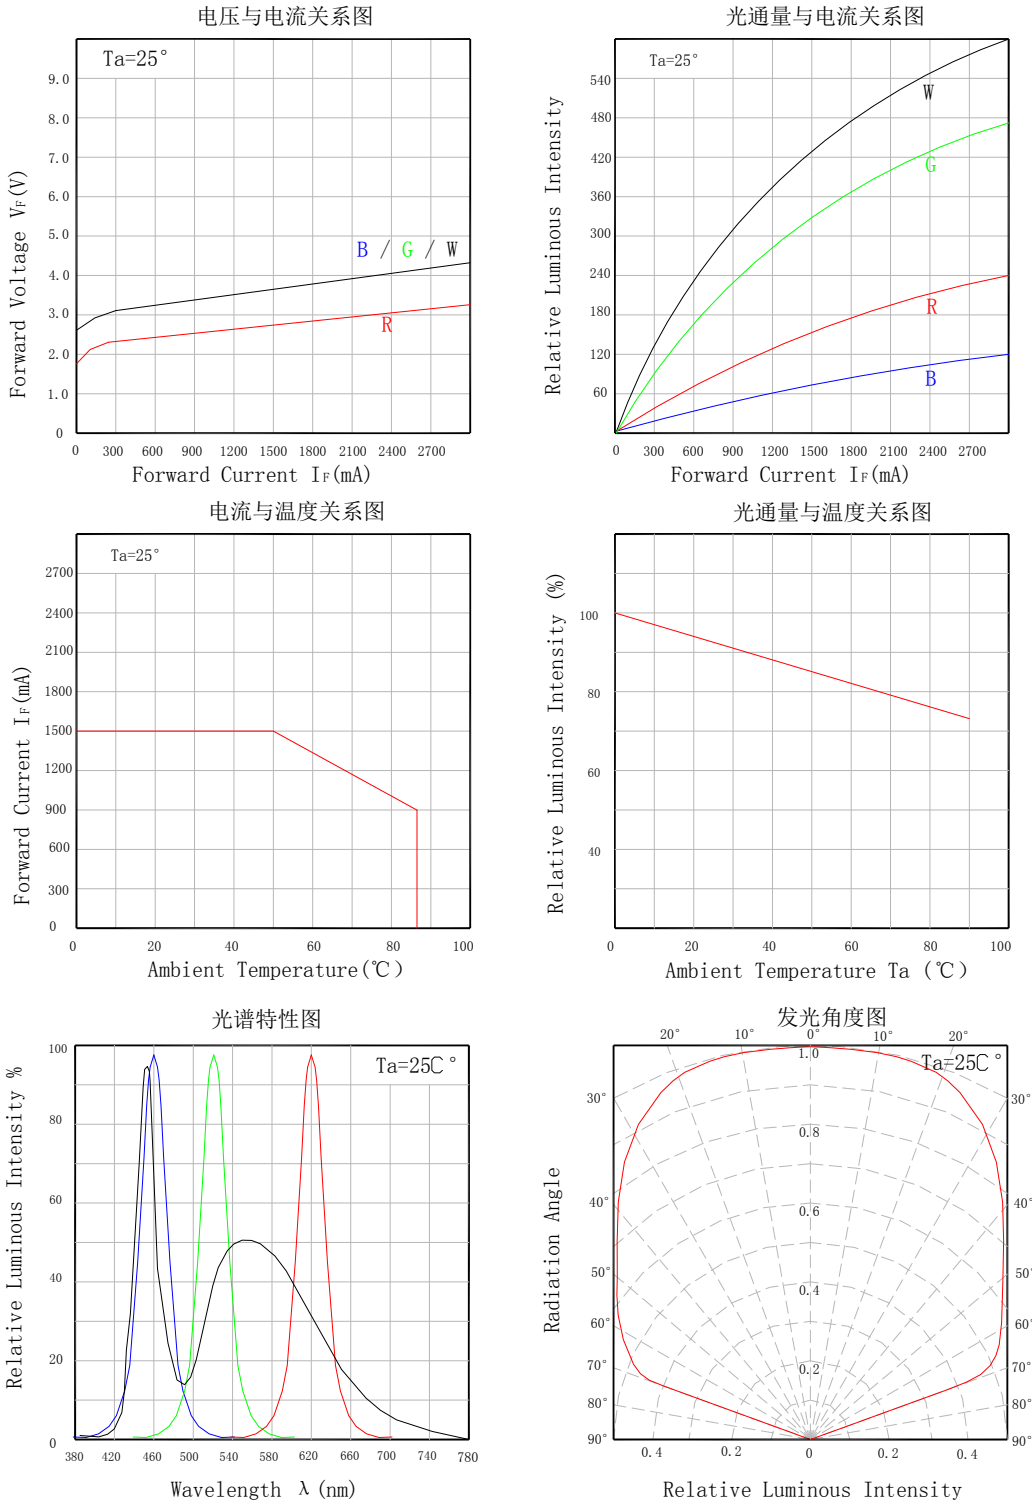 电压与电流关系图
Ta=25°
Forward Voltage VF(V)
9.0
8.0
7.0
6.0
5.0
4.0
3.0
2.0
1.0
0
B / G / W
R
0 300 600 900 1200 1500 1800 2100 2400 2700
Forward Current IF(mA)
光通量与电流关系图
Ta=25°
Relative Luminous Intensity
540
480
420
360
300
240
180
120
60
W
G
R
B
0 300 600 900 1200 1500 1800 2100 2400 2700
Forward Current IF(mA)
电流与温度关系图
Ta=25°
Forward Current IF(mA)
2700
2400
2100
1800
1500
1200
900
600
300
0
0 20 40 60 80 100
Ambient Temperature(℃)
光通量与温度关系图
Relative Luminous Intensity (%)
100
80
60
40
0 20 40 60 80 100
Ambient Temperature Ta (℃)
光谱特性图
Ta=25C °
Relative Luminous Intensity %
100
80
60
40
20
0
380 420 460 500 540 580 620 660 700 740 780
Wavelength λ (nm)
发光角度图
20° 10° 0° 10° 20°
Ta=25C °
Radiation Angle
30° 1.0 30°
0.8
40° 0.6 40°
50° 0.4 50°
60° 60°
70° 0.2 70°
80° 80°
90° 90°
0.4 0.2 0 0.2 0.4
Relative Luminous Intensity